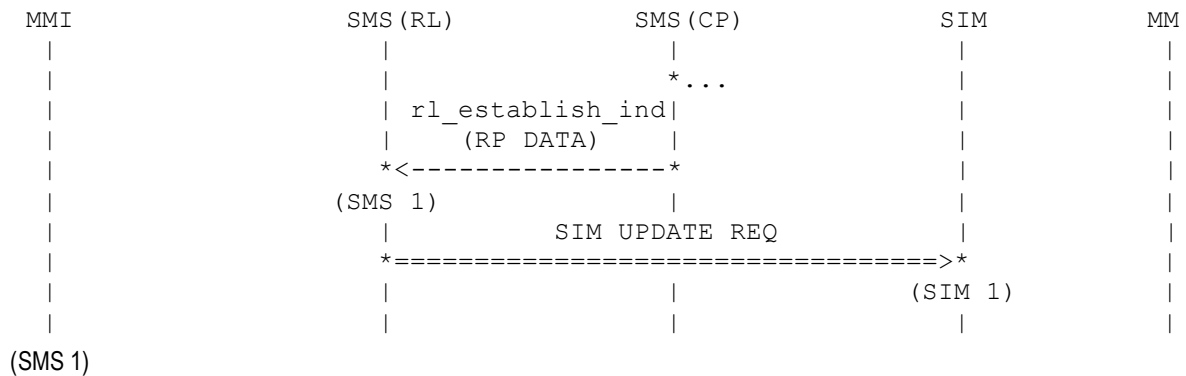 MMI                  SMS(RL)           SMS(CP)            SIM          MM
 |                     |                 |                 |            |
 |                     |                 *...              |            |
 |                     | rl_establish_ind|                 |            |
 |                     |    (RP DATA)    |                 |            |
 |                     *<----------------*                 |            |
 |                  (SMS 1)              |                 |            |
 |                     |          SIM UPDATE REQ           |            |
 |                     *==================================>*            |
 |                     |                 |              (SIM 1)         |
 |                     |                 |                 |            |
(SMS 1)